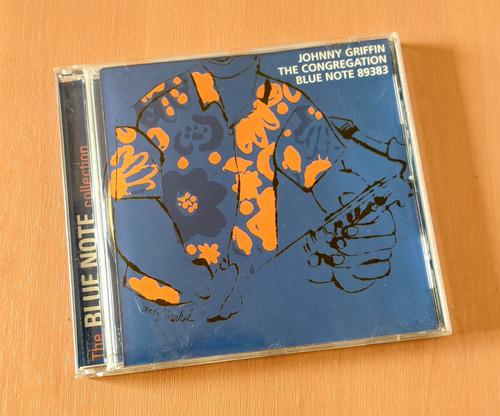 JOHNNY GRIFFIN
THE CONGREGATION
BLUE NOTE 89383
The BLUE NOTE collection